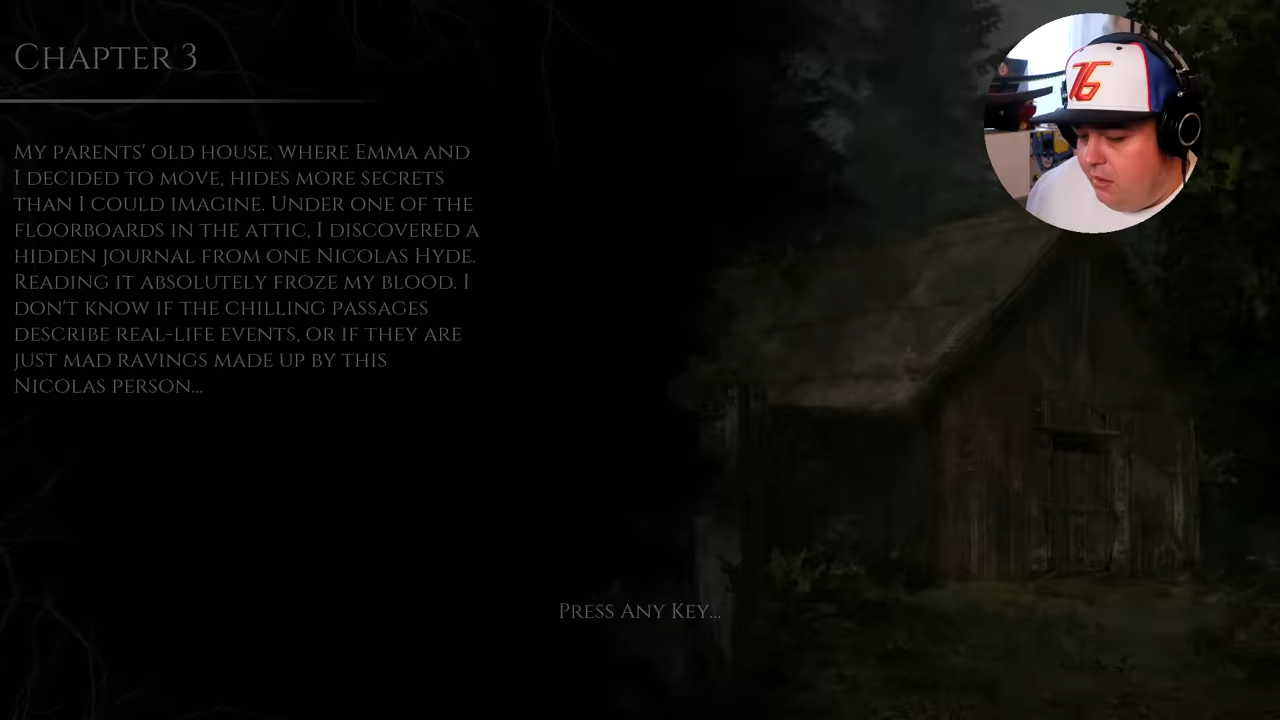 Chapter 3
My parents' old house, where Emma and
I decided to move, hides more secrets
than I could imagine. Under one of the
floorboards in the attic, I discovered a
hidden journal from one Nicolas Hyde.
Reading it absolutely froze my blood. I
don't know if the chilling passages
describe real-life events, or if they are
just mad ravings made up by this
Nicolas person...
Press Any Key...
76